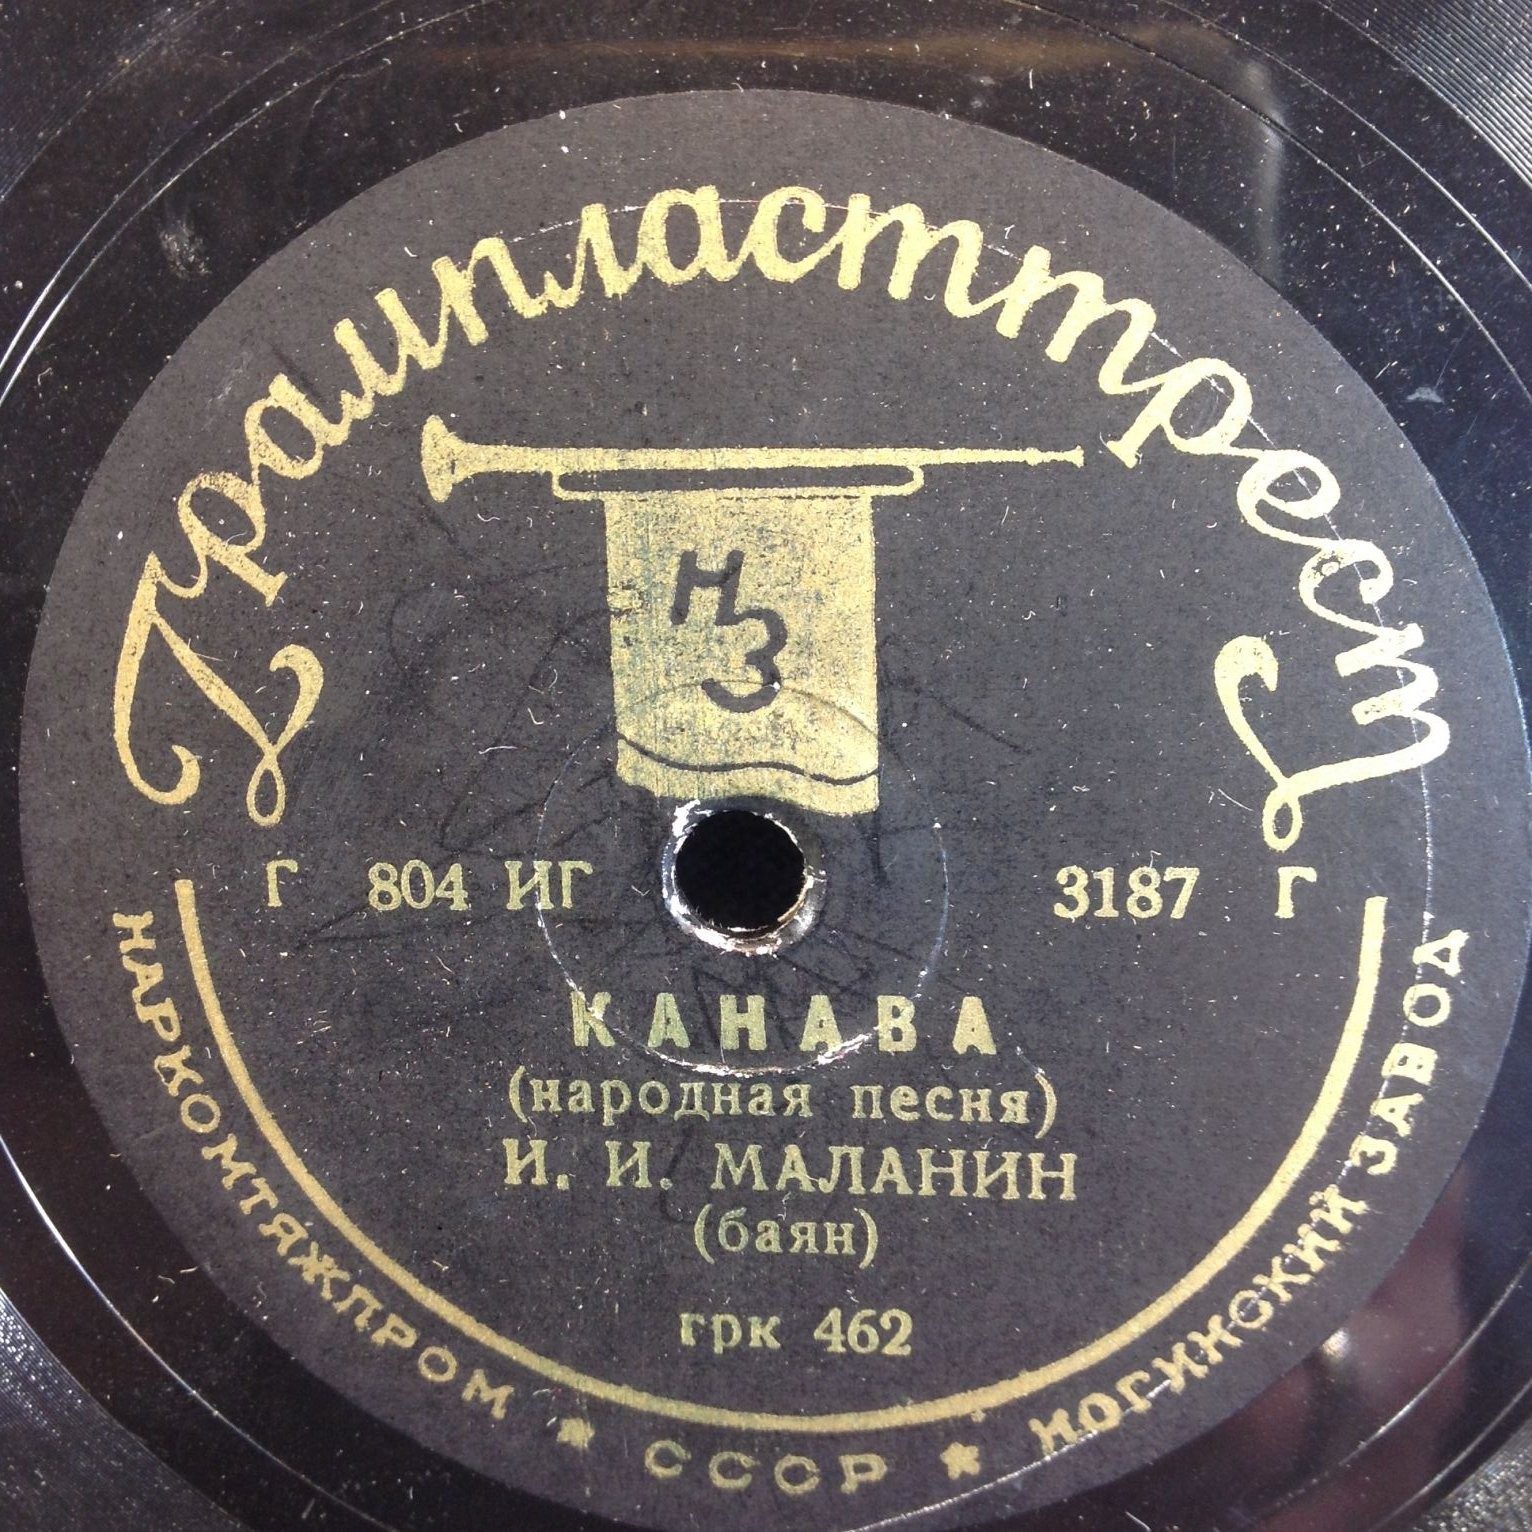 Грампласттрест
НЗ
Г 804 ИГ 3187 Г
КАНАВА
(народная песня)
И. И. МАЛАНИН
(баян)
грк 462
НАРКОМТЯЖПРОМ ★ СССР ★ НОГИНСКИЙ ЗАВОД